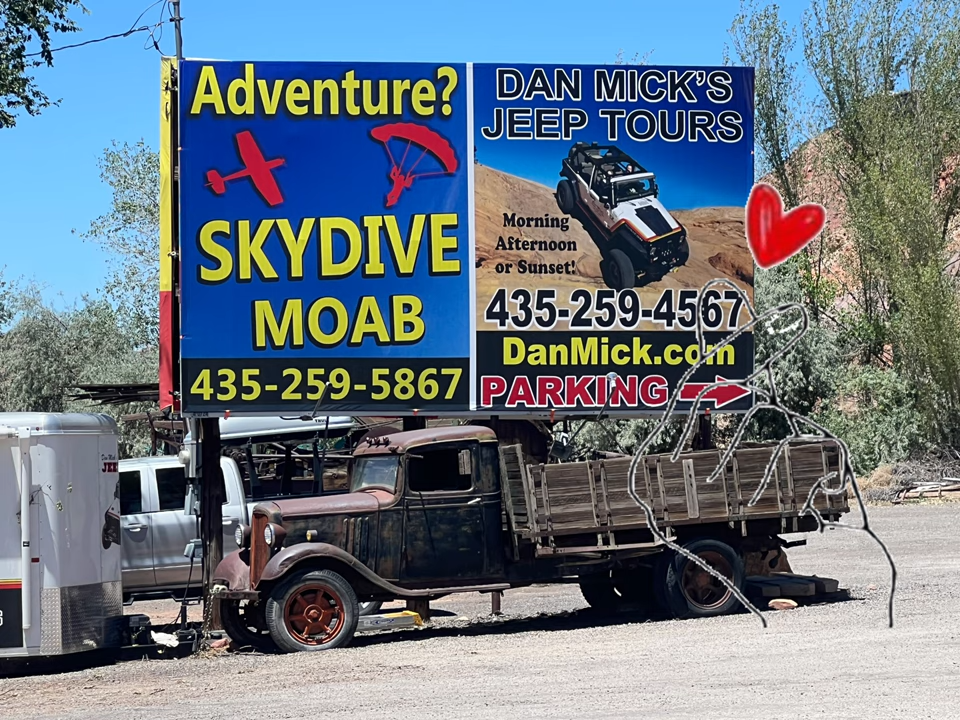 Adventure?
SKYDIVE
MOAB
435-259-5867
DAN MICK'S
JEEP TOURS
Morning
Afternoon
or Sunset!
435-259-4567
DanMick.com
PARKING